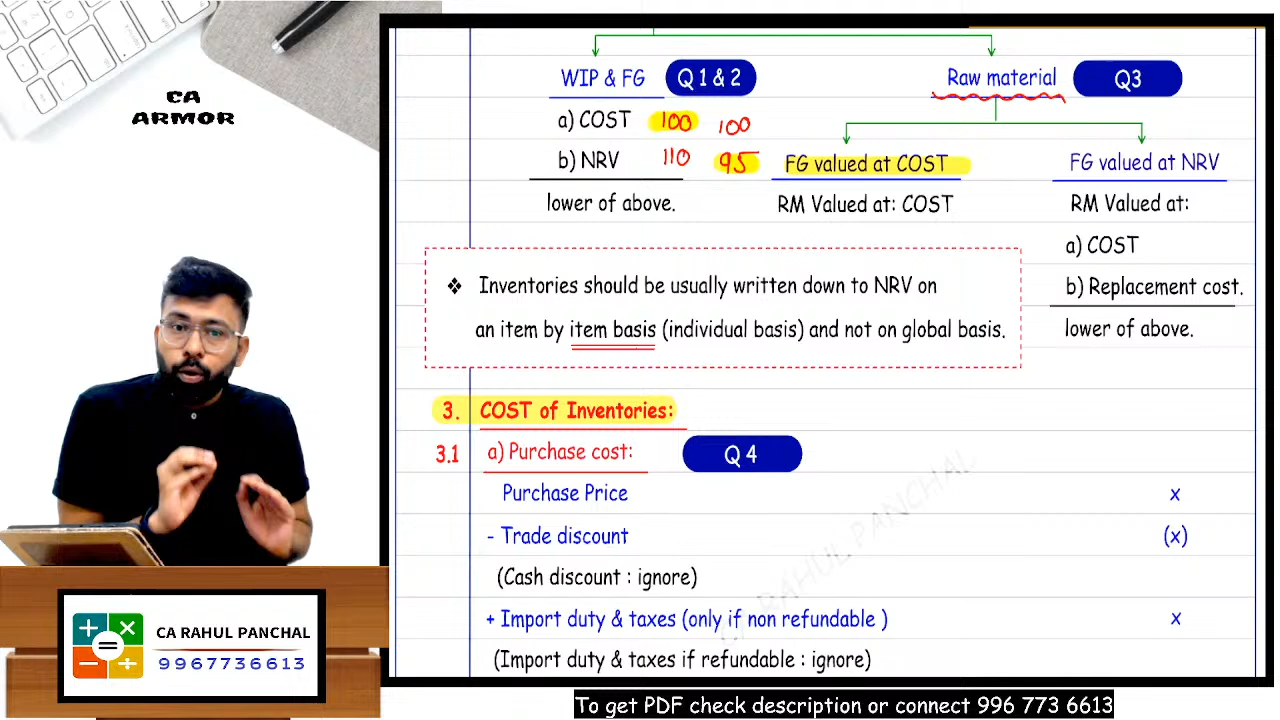 CA
ARMOR
WIP & FG Q 1 & 2
Raw material Q3
a) COST 100 100
b) NRV 110 95
lower of above.
FG valued at COST
RM Valued at: COST
FG valued at NRV
RM Valued at:
a) COST
b) Replacement cost.
lower of above.
❖ Inventories should be usually written down to NRV on
an item by item basis (individual basis) and not on global basis.
3. COST of Inventories:
3.1 a) Purchase cost: Q 4
Purchase Price x
- Trade discount (x)
(Cash discount : ignore)
+ Import duty & taxes (only if non refundable ) x
(Import duty & taxes if refundable : ignore)
CA RAHUL PANCHAL
CA RAHUL PANCHAL
9967736613
To get PDF check description or connect 996 773 6613